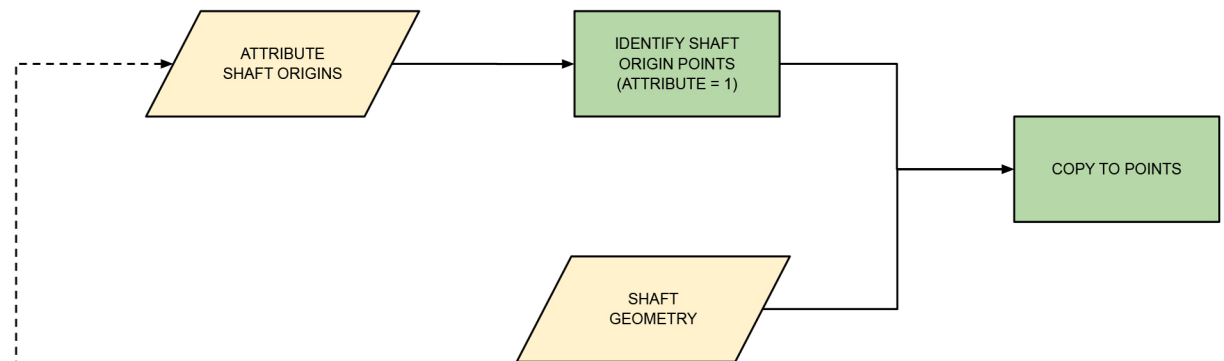 ATTRIBUTE
SHAFT ORIGINS
IDENTIFY SHAFT
ORIGIN POINTS
(ATTRIBUTE = 1)
COPY TO POINTS
SHAFT
GEOMETRY